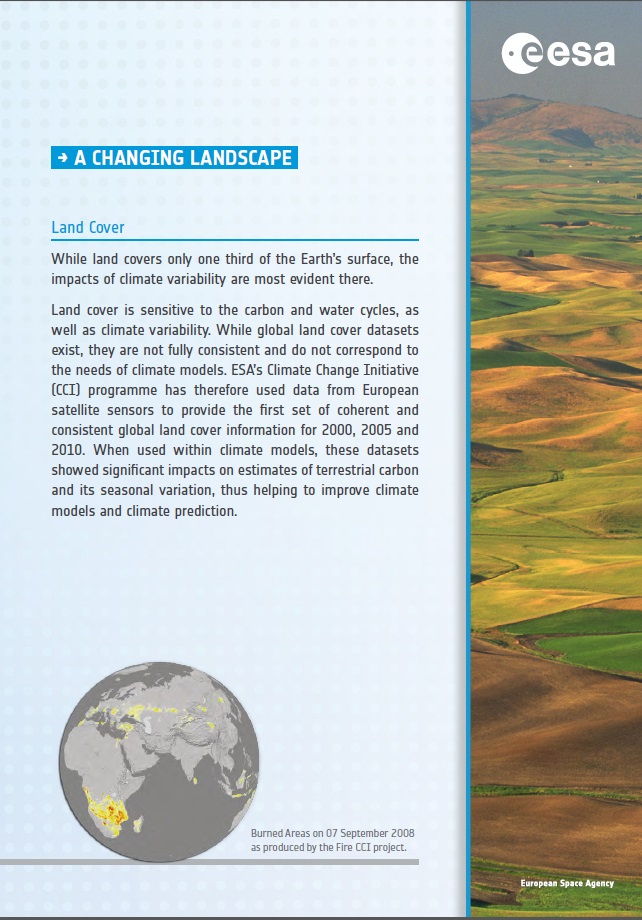 esa
→ A CHANGING LANDSCAPE
Land Cover
While land covers only one third of the Earth's surface, the
impacts of climate variability are most evident there.
Land cover is sensitive to the carbon and water cycles, as
well as climate variability. While global land cover datasets
exist, they are not fully consistent and do not correspond to
the needs of climate models. ESA's Climate Change Initiative
(CCI) programme has therefore used data from European
satellite sensors to provide the first set of coherent and
consistent global land cover information for 2000, 2005 and
2010. When used within climate models, these datasets
showed significant impacts on estimates of terrestrial carbon
and its seasonal variation, thus helping to improve climate
models and climate prediction.
Burned Areas on 07 September 2008
as produced by the Fire CCI project.
European Space Agency